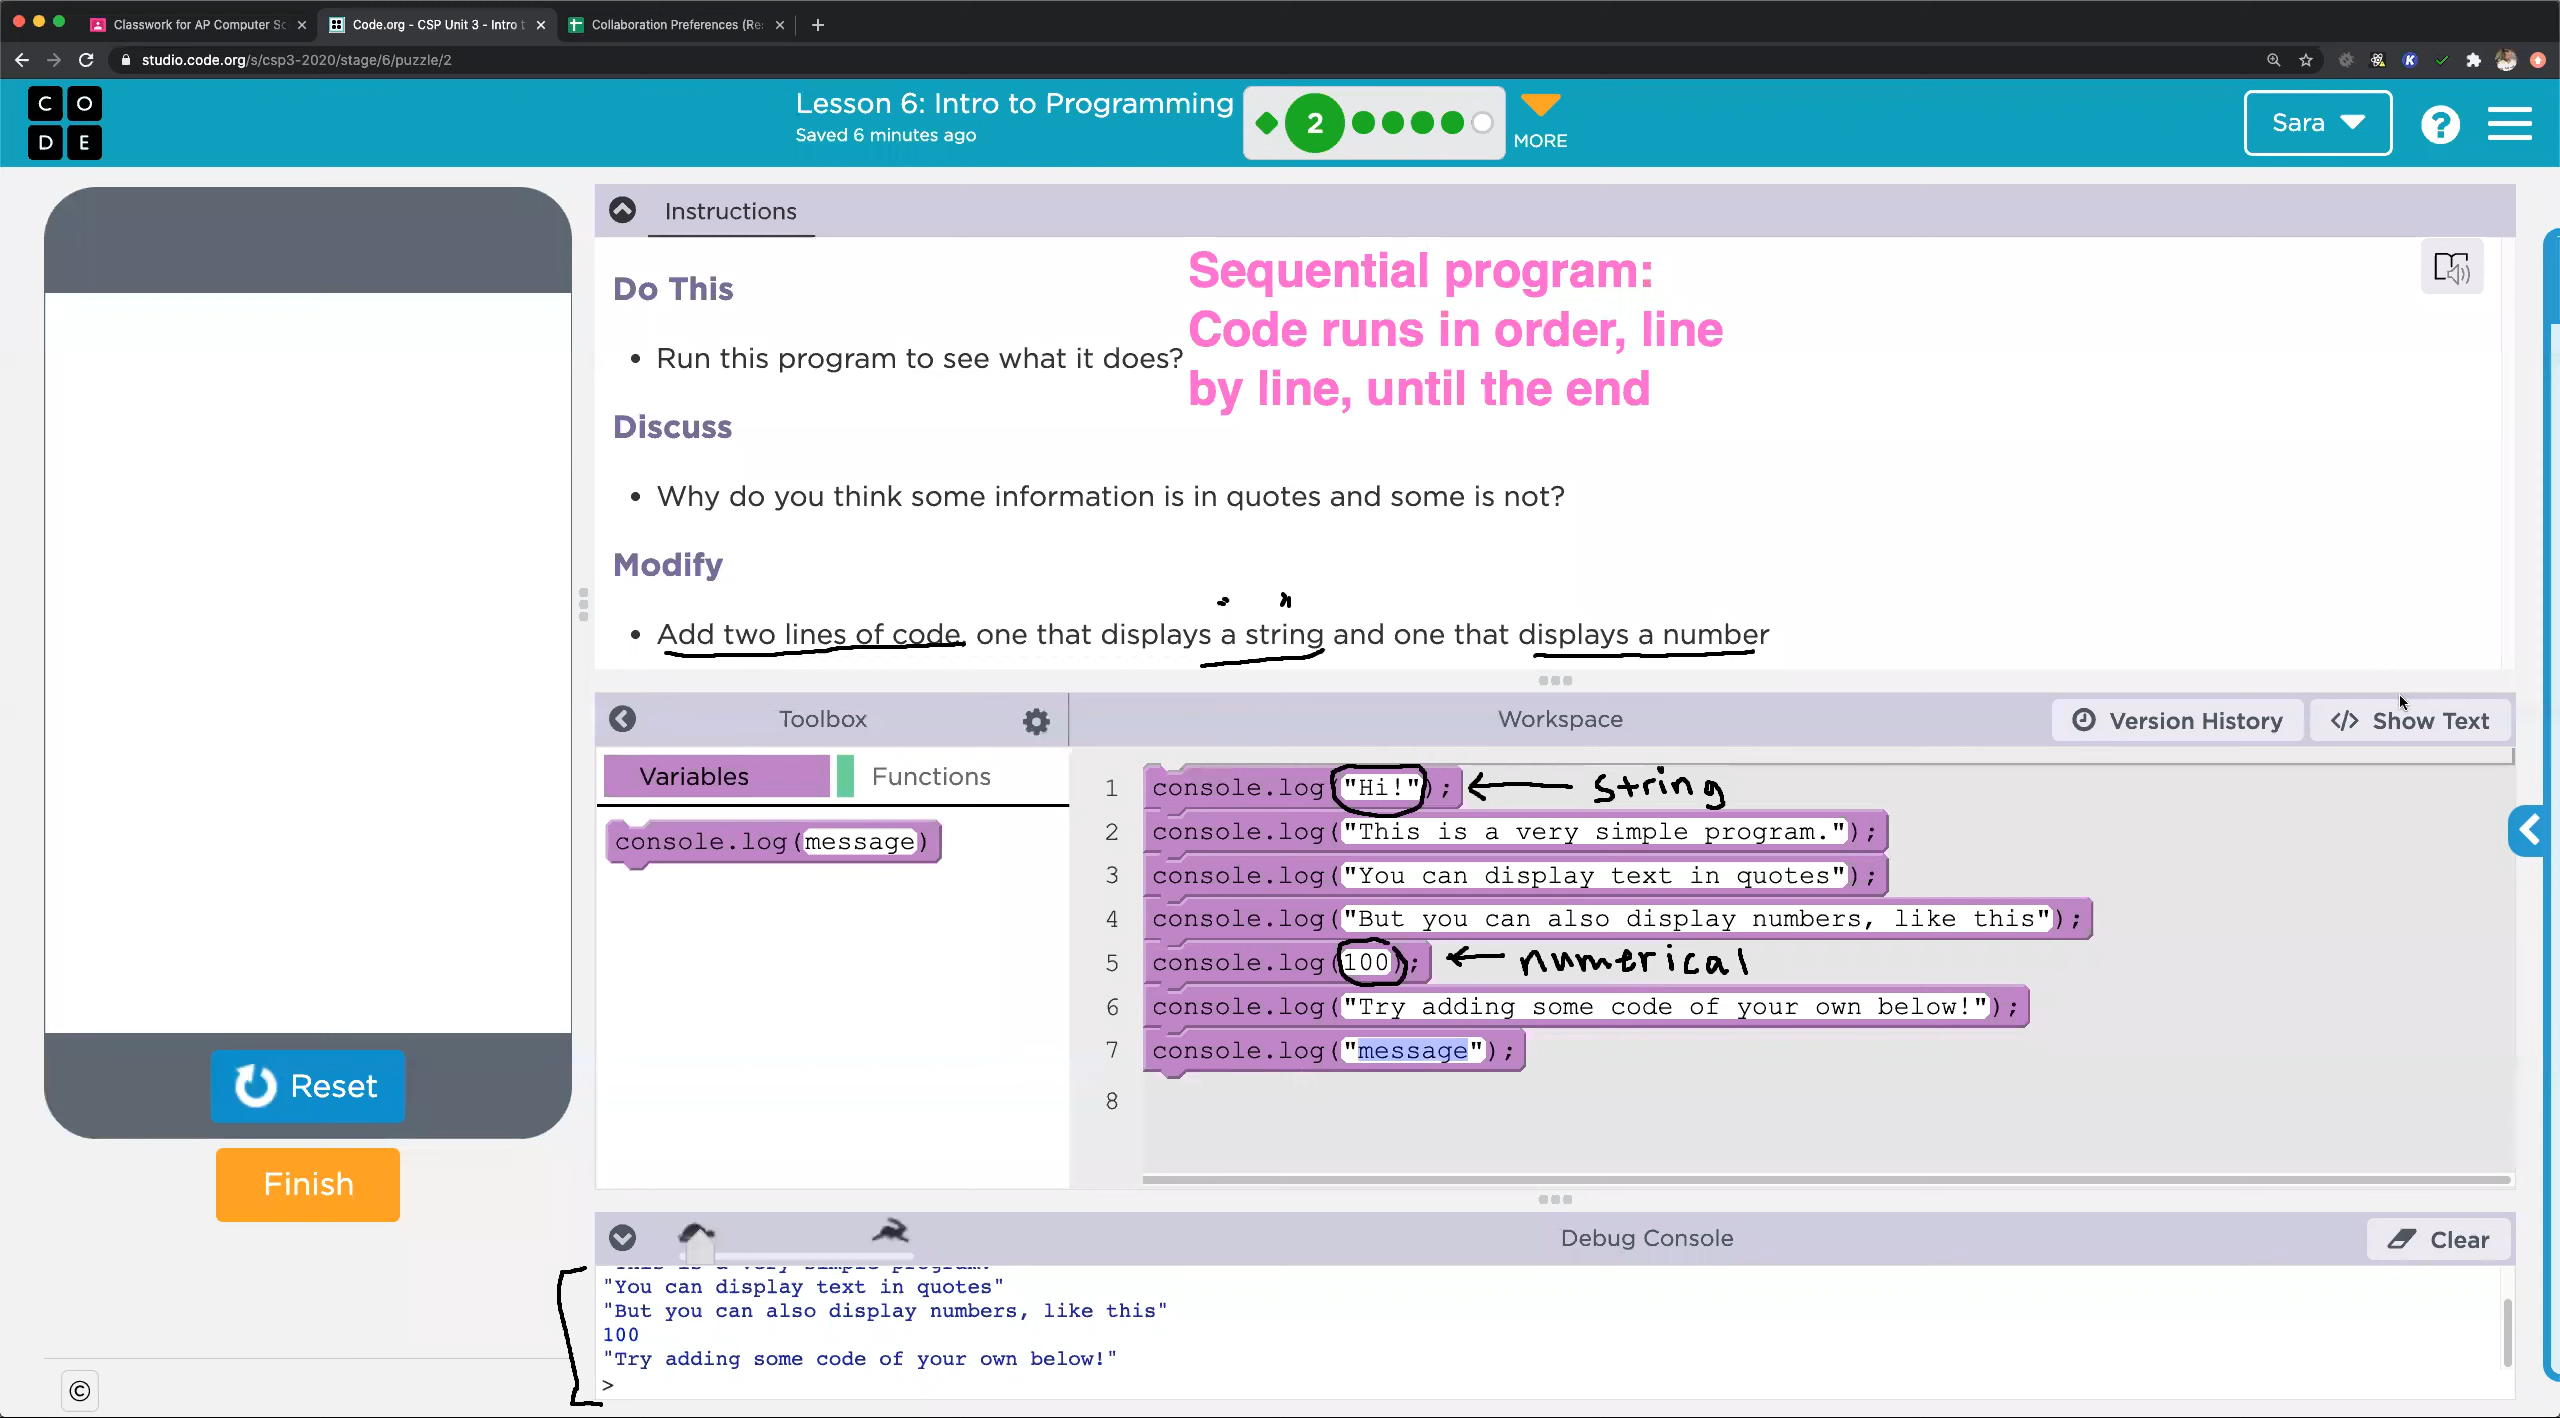 Classwork for AP Computer Sc
Code.org - CSP Unit 3 - Intro t
Collaboration Preferences (Re
studio.code.org/s/csp3-2020/stage/6/puzzle/2
C O
D E
Lesson 6: Intro to Programming
Saved 6 minutes ago
2
MORE
Sara
?
Instructions
Sequential program:
Code runs in order, line
by line, until the end
Do This
• Run this program to see what it does?
Discuss
• Why do you think some information is in quotes and some is not?
Modify
• Add two lines of code, one that displays a string and one that displays a number
Toolbox
Workspace
Version History
</> Show Text
Variables
Functions
console.log(message)
1 console.log("Hi!"); string
2 console.log("This is a very simple program.");
3 console.log("You can display text in quotes");
4 console.log("But you can also display numbers, like this");
5 console.log(100); numerical
6 console.log("Try adding some code of your own below!");
7 console.log("message");
8
Reset
Finish
Debug Console
Clear
"This is a very simple program."
"You can display text in quotes"
"But you can also display numbers, like this"
100
"Try adding some code of your own below!"
>
©